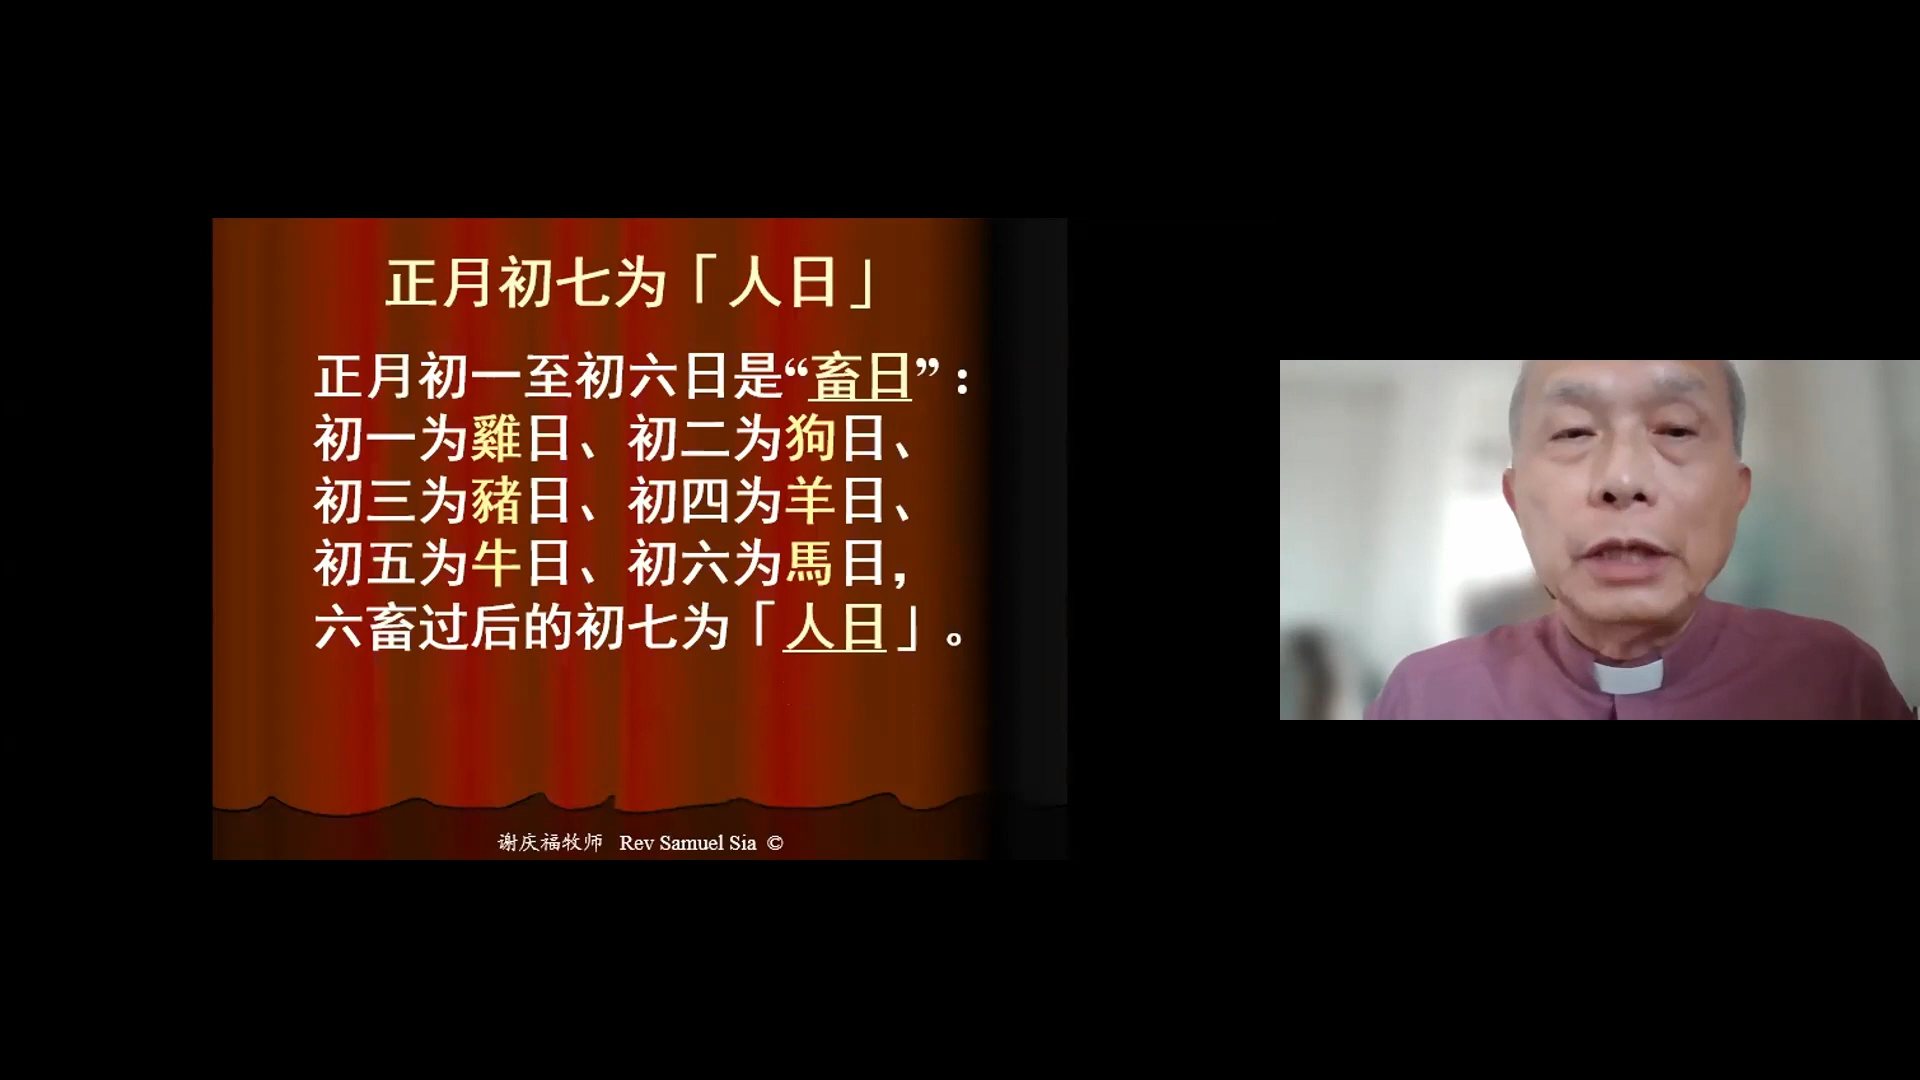 正月初七为「人日」
正月初一至初六日是“畜日”：
初一为雞日、初二为狗日、
初三为豬日、初四为羊日、
初五为牛日、初六为馬日，
六畜过后的初七为「人日」。
谢庆福牧师 Rev Samuel Sia ©